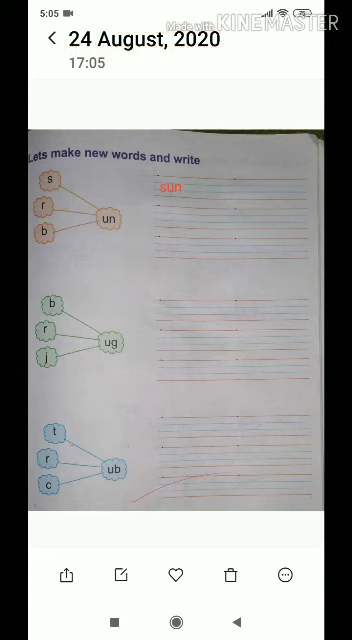 5:05
Made with KINEMASTER
24 August, 2020
17:05
Lets make new words and write
s
r
b
un
sun
b
r
j
ug
t
r
c
ub